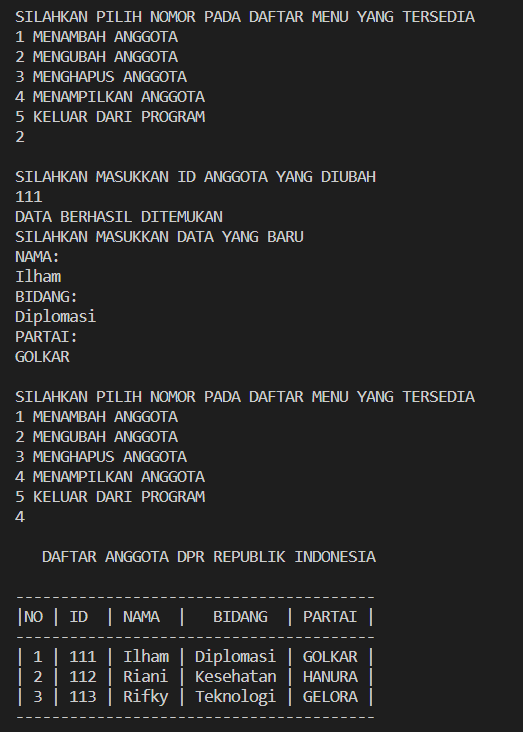 SILAHKAN PILIH NOMOR PADA DAFTAR MENU YANG TERSEDIA
1 MENAMBAH ANGGOTA
2 MENGUBAH ANGGOTA
3 MENGHAPUS ANGGOTA
4 MENAMPILKAN ANGGOTA
5 KELUAR DARI PROGRAM
2

SILAHKAN MASUKKAN ID ANGGOTA YANG DIUBAH
111
DATA BERHASIL DITEMUKAN
SILAHKAN MASUKKAN DATA YANG BARU
NAMA:
Ilham
BIDANG:
Diplomasi
PARTAI:
GOLKAR

SILAHKAN PILIH NOMOR PADA DAFTAR MENU YANG TERSEDIA
1 MENAMBAH ANGGOTA
2 MENGUBAH ANGGOTA
3 MENGHAPUS ANGGOTA
4 MENAMPILKAN ANGGOTA
5 KELUAR DARI PROGRAM
4

   DAFTAR ANGGOTA DPR REPUBLIK INDONESIA

----------------------------------------
|NO | ID  | NAMA  |   BIDANG  | PARTAI |
----------------------------------------
| 1 | 111 | Ilham | Diplomasi | GOLKAR |
| 2 | 112 | Riani | Kesehatan | HANURA |
| 3 | 113 | Rifky | Teknologi | GELORA |
----------------------------------------